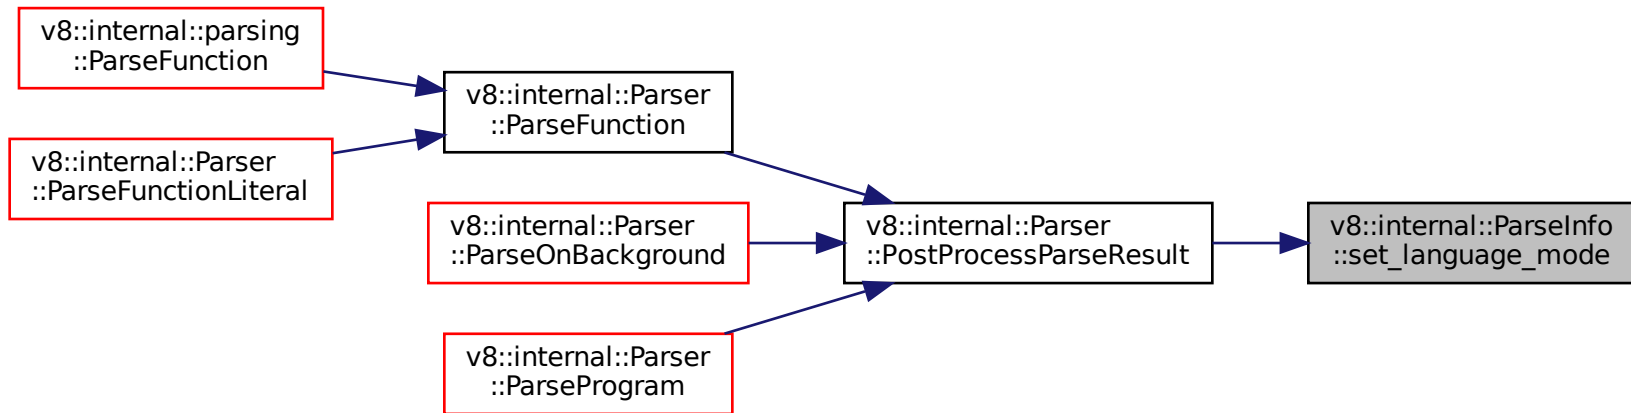 v8::internal::parsing
::ParseFunction
v8::internal::Parser
::ParseFunctionLiteral
v8::internal::Parser
::ParseFunction
v8::internal::Parser
::ParseOnBackground
v8::internal::Parser
::ParseProgram
v8::internal::Parser
::PostProcessParseResult
v8::internal::ParseInfo
::set_language_mode